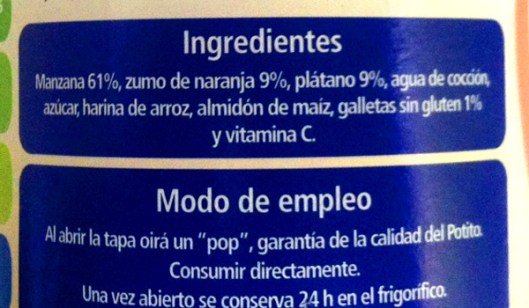 Ingredientes
Manzana 61%, zumo de naranja 9%, plátano 9%, agua de cocción,
azúcar, harina de arroz, almidón de maíz, galletas sin gluten 1%
y vitamina C.
Modo de empleo
Al abrir la tapa oirá un "pop", garantía de la calidad del Potito.
Consumir directamente.
Una vez abierto se conserva 24 h en el frigorífico.